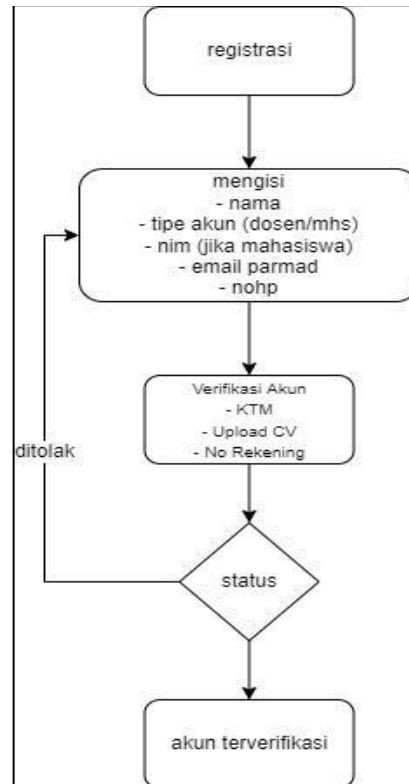 registrasi
mengisi
- nama
- tipe akun (dosen/mhs)
- nim (jika mahasiswa)
- email parmad
- nohp
Verifikasi Akun
- KTM
- Upload CV
- No Rekening
ditolak
status
akun terverifikasi